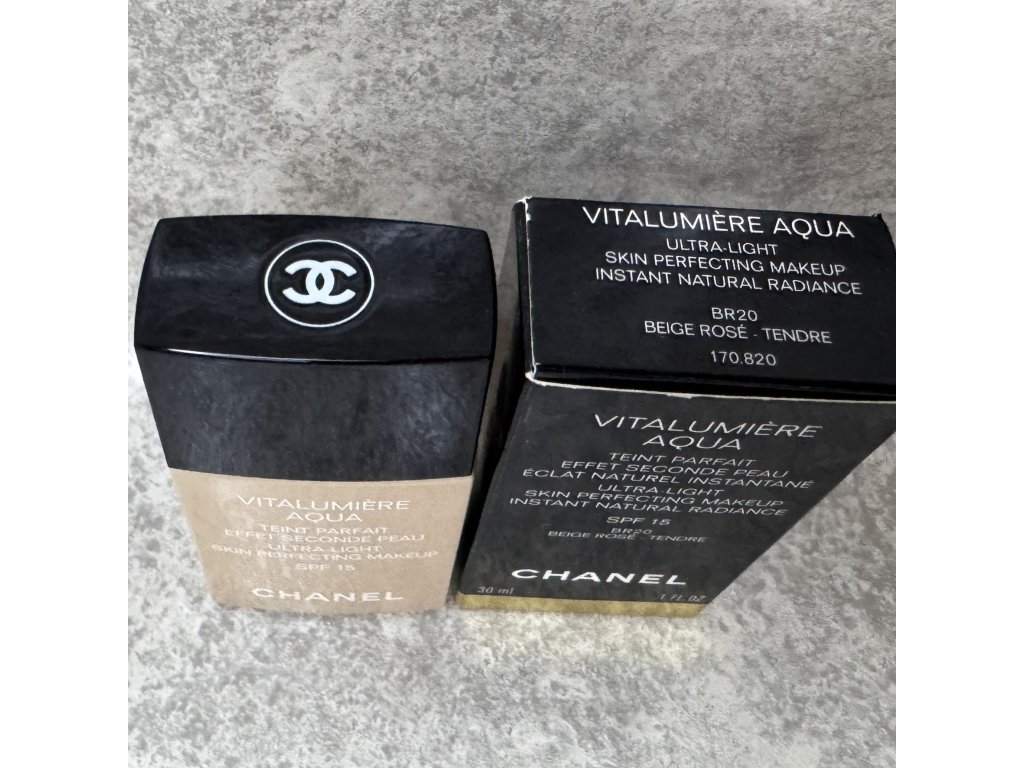 VITALUMIÈRE
AQUA
TEINT PARFAIT
EFFET SECONDE PEAU
ULTRA-LIGHT
SKIN PERFECTING MAKEUP
SPF 15
CHANEL
VITALUMIÈRE AQUA
ULTRA-LIGHT
SKIN PERFECTING MAKEUP
INSTANT NATURAL RADIANCE
BR20
BEIGE ROSÉ - TENDRE
170.820
VITALUMIÈRE
AQUA
TEINT PARFAIT
EFFET SECONDE PEAU
ÉCLAT NATUREL INSTANTANÉ
ULTRA-LIGHT
SKIN PERFECTING MAKEUP
INSTANT NATURAL RADIANCE
SPF 15
BR20
BEIGE ROSÉ - TENDRE
CHANEL
30 ml 1 FL.OZ